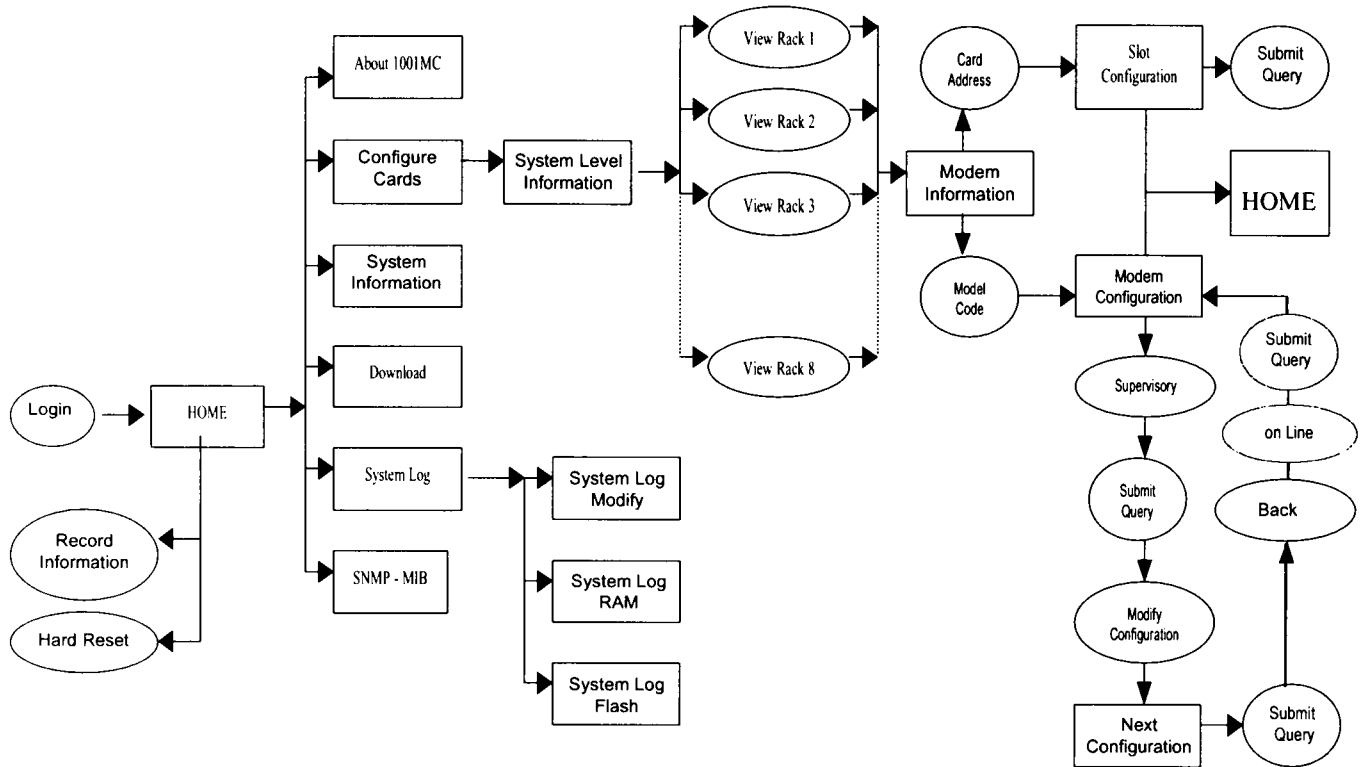 Login
HOME
Record
Information
Hard Reset
About 1001MC
Configure
Cards
System
Information
Download
System Log
SNMP - MIB
System Level
Information
System Log
Modify
System Log
RAM
System Log
Flash
View Rack 1
View Rack 2
View Rack 3
View Rack 8
Modem
Information
Card
Address
Model
Code
Slot
Configuration
Submit
Query
HOME
Modem
Configuration
Supervisory
Submit
Query
Modify
Configuration
Next
Configuration
Submit
Query
Back
on Line
Submit
Query